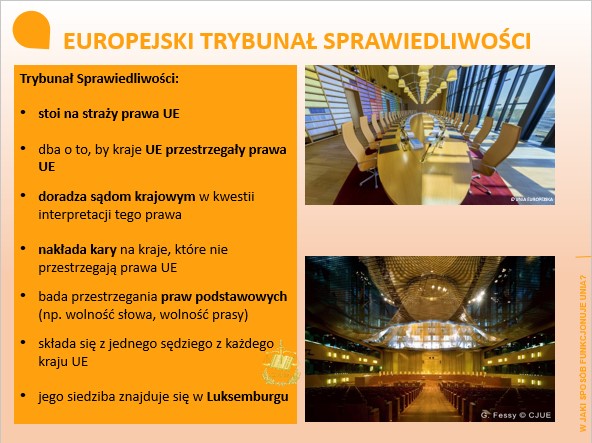 EUROPEJSKI TRYBUNAŁ SPRAWIEDLIWOŚCI
Trybunał Sprawiedliwości:
• stoi na straży prawa UE
• dba o to, by kraje UE przestrzegały prawa
UE
• doradza sądom krajowym w kwestii
interpretacji tego prawa
• nakłada kary na kraje, które nie
przestrzegają prawa UE
• bada przestrzegania praw podstawowych
(np. wolność słowa, wolność prasy)
• składa się z jednego sędziego z każdego
kraju UE
• jego siedziba znajduje się w Luksemburgu
© UNIA EUROPEJSKA
G. Fessy © CJUE
W JAKI SPOSÓB FUNKCJONUJE UNIA?